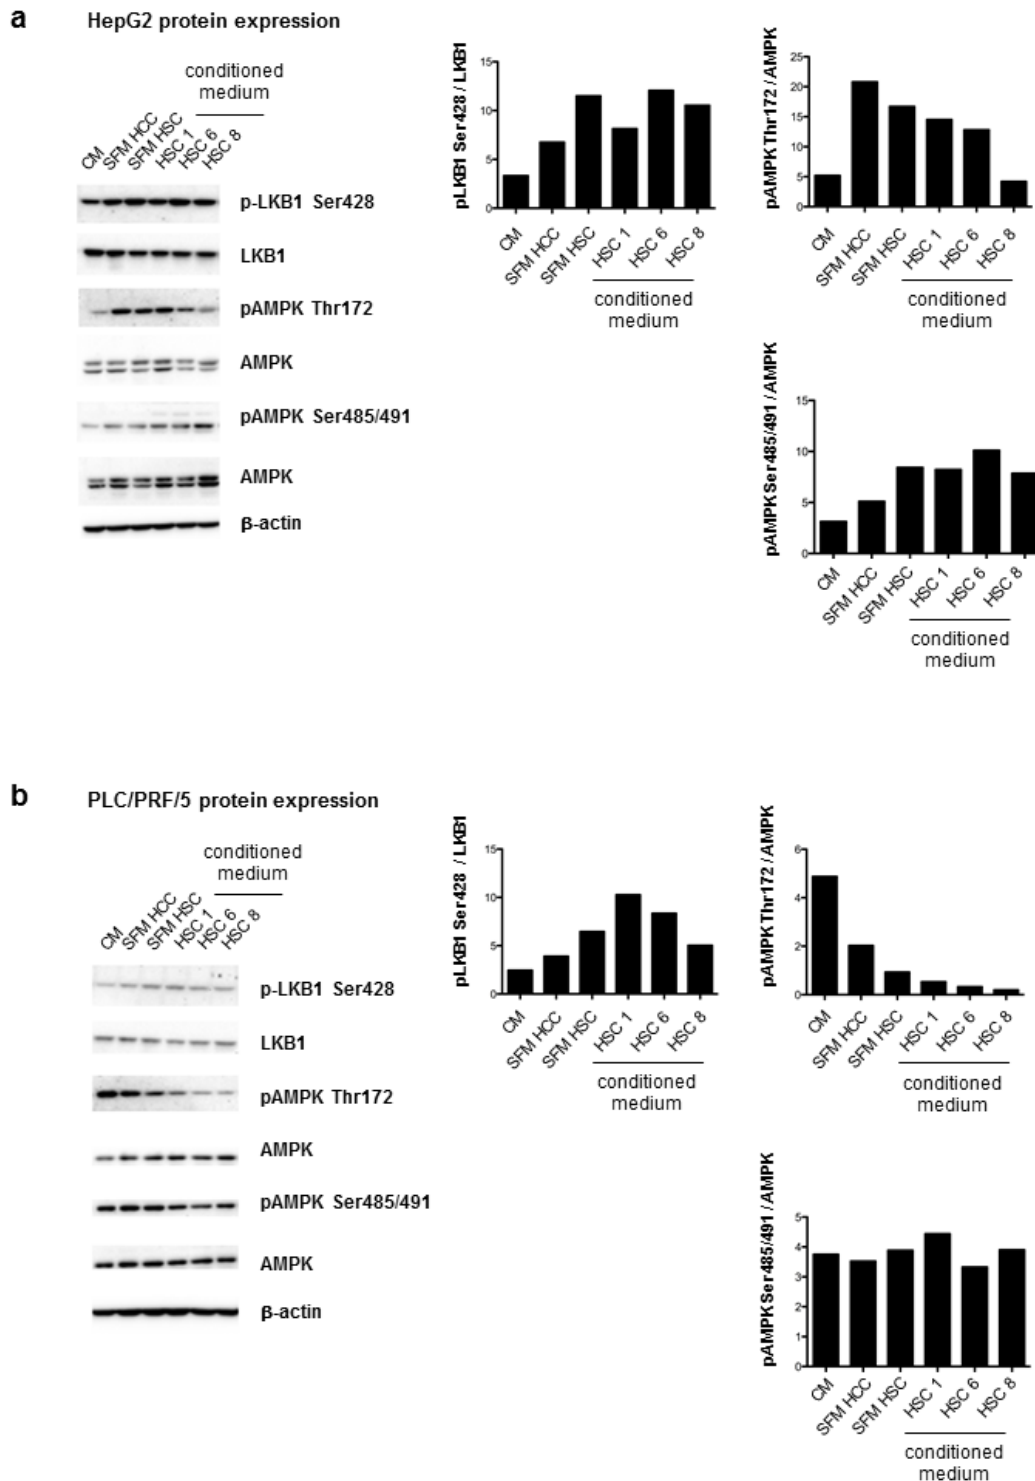 a
HepG2 protein expression
conditioned
medium
CM
SFM HCC
SFM HSC
HSC 1
HSC 6
HSC 8
p-LKB1 Ser428
LKB1
pAMPK Thr172
AMPK
pAMPK Ser485/491
AMPK
β-actin
pLKB1 Ser428 / LKB1
15
10
5
0
CM
SFM HCC
SFM HSC
HSC 1
HSC 6
HSC 8
conditioned
medium
pAMPK Thr172 / AMPK
25
20
15
10
5
0
CM
SFM HCC
SFM HSC
HSC 1
HSC 6
HSC 8
conditioned
medium
pAMPK Ser485/491 / AMPK
15
10
5
0
CM
SFM HCC
SFM HSC
HSC 1
HSC 6
HSC 8
conditioned
medium
b
PLC/PRF/5 protein expression
conditioned
medium
CM
SFM HCC
SFM HSC
HSC 1
HSC 6
HSC 8
p-LKB1 Ser428
LKB1
pAMPK Thr172
AMPK
pAMPK Ser485/491
AMPK
β-actin
pLKB1 Ser428 / LKB1
15
10
5
0
CM
SFM HCC
SFM HSC
HSC 1
HSC 6
HSC 8
conditioned
medium
pAMPK Thr172 / AMPK
6
4
2
0
CM
SFM HCC
SFM HSC
HSC 1
HSC 6
HSC 8
conditioned
medium
pAMPK Ser485/491 / AMPK
5
4
3
2
1
0
CM
SFM HCC
SFM HSC
HSC 1
HSC 6
HSC 8
conditioned
medium